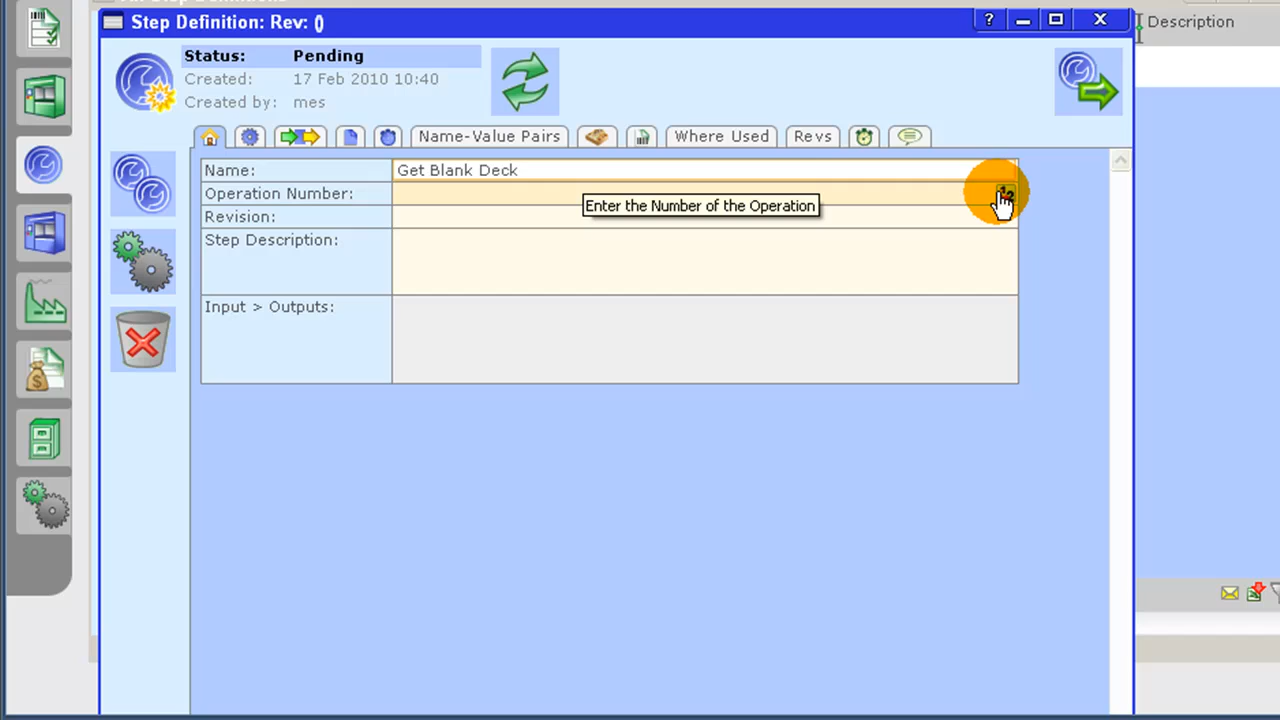 Step Definition: Rev: ()
?
Description
Status: Pending
Created: 17 Feb 2010 10:40
Created by: mes
Name-Value Pairs
Where Used
Revs
Name: Get Blank Deck
Operation Number:
Enter the Number of the Operation
Revision:
Step Description:
Input > Outputs: